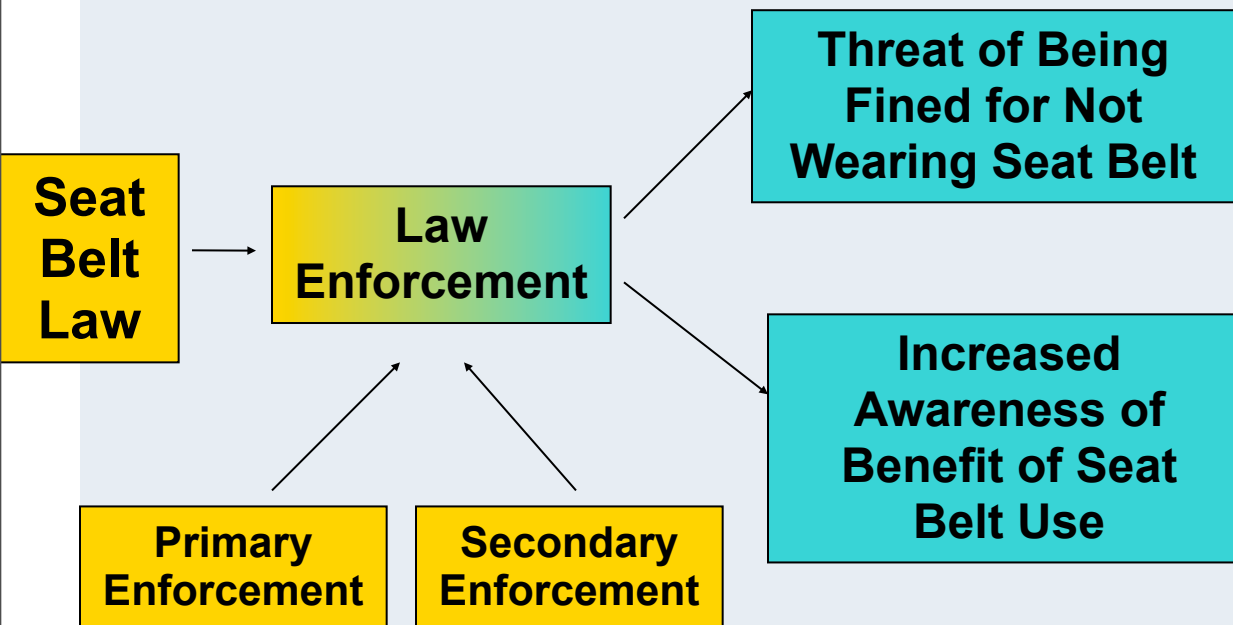 Seat
Belt
Law
Law
Enforcement
Threat of Being
Fined for Not
Wearing Seat Belt
Increased
Awareness of
Benefit of Seat
Belt Use
Primary
Enforcement
Secondary
Enforcement